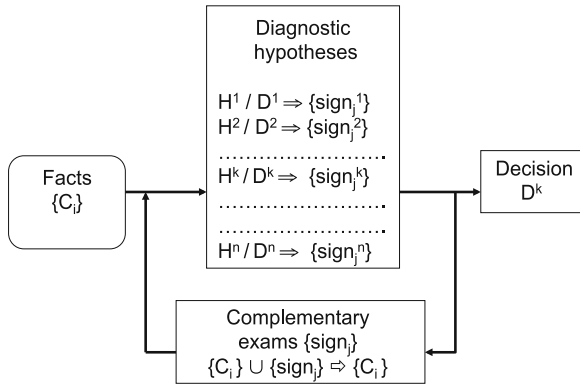 Diagnostic
hypotheses
H¹ / D¹ ⇒ {signⱼ¹}
H² / D² ⇒ {signⱼ²}
................................
Hᵏ / Dᵏ ⇒ {signⱼᵏ}
................................
................................
Hⁿ / Dⁿ ⇒ {signⱼⁿ}
Facts
{Cᵢ}
Decision
Dᵏ
Complementary
exams {signⱼ}
{Cᵢ} ∪ {signⱼ} ⇨ {Cᵢ}